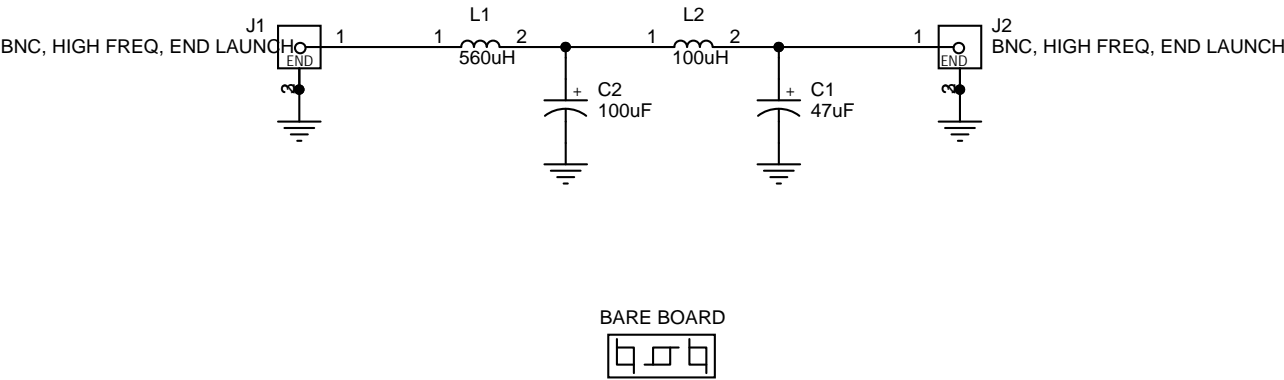 J1
BNC, HIGH FREQ, END LAUNCH
END
1
3
L1
1 2
560uH
C2
+
100uF
L2
1 2
100uH
C1
+
47uF
1
J2
BNC, HIGH FREQ, END LAUNCH
END
3
BARE BOARD